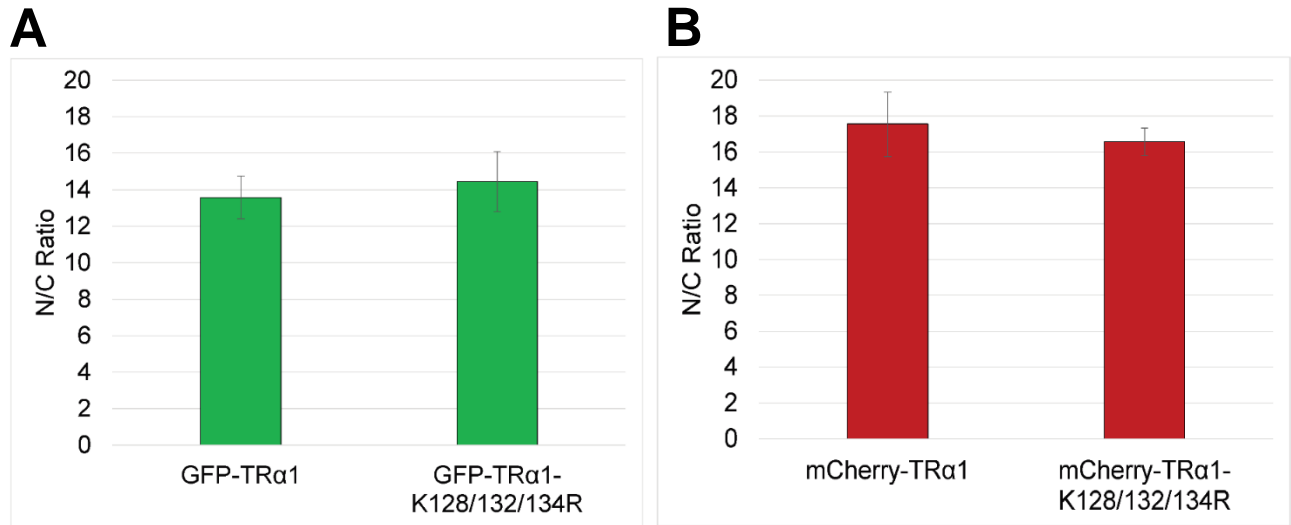 A
20
18
16
14
12
10
8
6
4
2
0
N/C Ratio
GFP-TRα1
GFP-TRα1-
K128/132/134R
B
20
18
16
14
12
10
8
6
4
2
0
N/C Ratio
mCherry-TRα1
mCherry-TRα1-
K128/132/134R